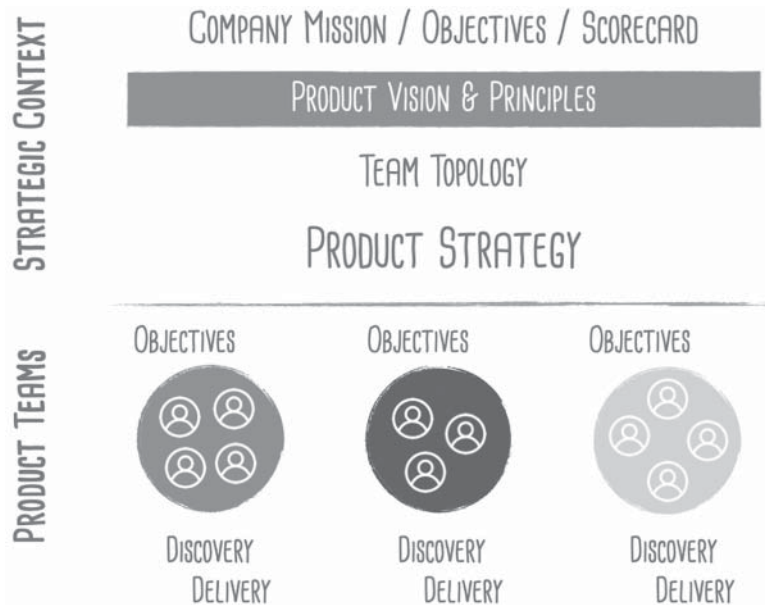 STRATEGIC CONTEXT
COMPANY MISSION / OBJECTIVES / SCORECARD
PRODUCT VISION & PRINCIPLES
TEAM TOPOLOGY
PRODUCT STRATEGY
PRODUCT TEAMS
OBJECTIVES
OBJECTIVES
OBJECTIVES
DISCOVERY
DELIVERY
DISCOVERY
DELIVERY
DISCOVERY
DELIVERY